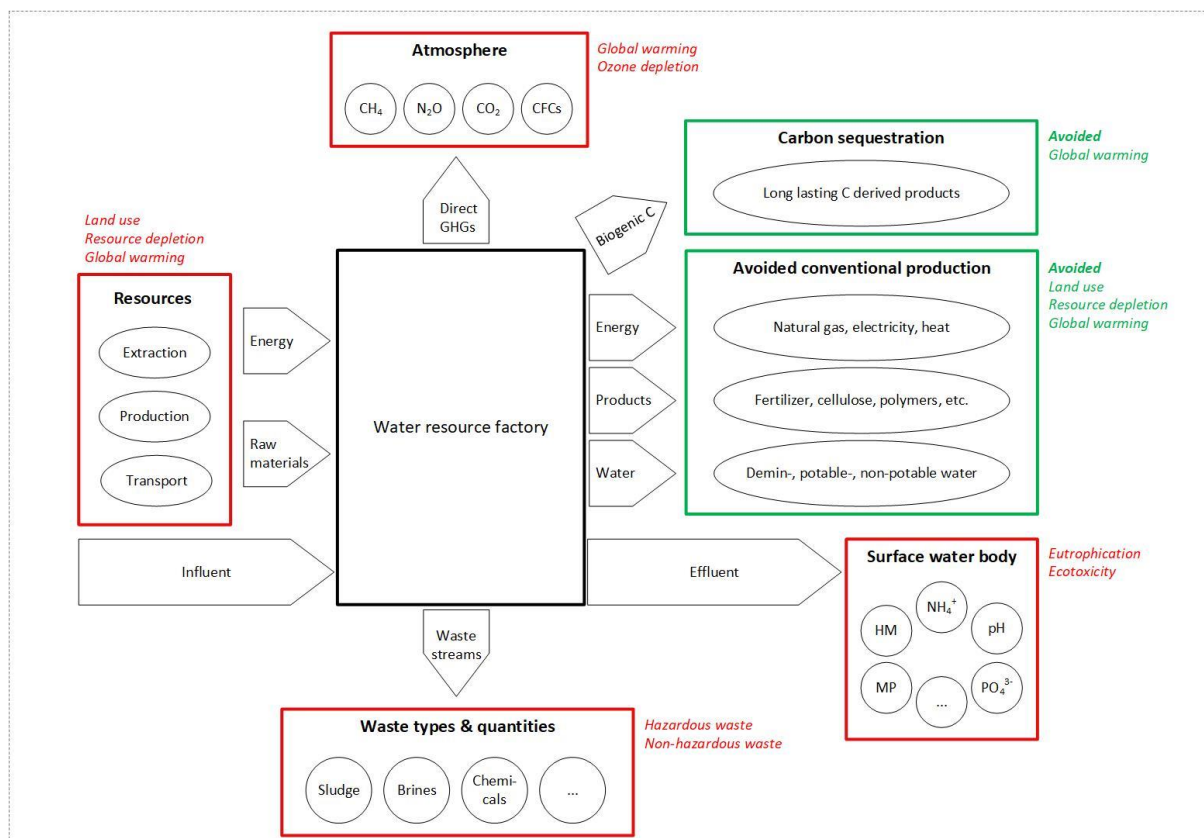 Atmosphere
CH₄
N₂O
CO₂
CFCs
Global warming
Ozone depletion
Direct
GHGs
Biogenic C
Carbon sequestration
Long lasting C derived products
Avoided
Global warming
Land use
Resource depletion
Global warming
Resources
Extraction
Production
Transport
Energy
Raw
materials
Water resource factory
Energy
Products
Water
Avoided conventional production
Natural gas, electricity, heat
Fertilizer, cellulose, polymers, etc.
Demin-, potable-, non-potable water
Avoided
Land use
Resource depletion
Global warming
Influent
Effluent
Surface water body
NH₄⁺
HM
pH
MP
...
PO₄³⁻
Eutrophication
Ecotoxicity
Waste
streams
Waste types & quantities
Sludge
Brines
Chemi-
cals
...
Hazardous waste
Non-hazardous waste